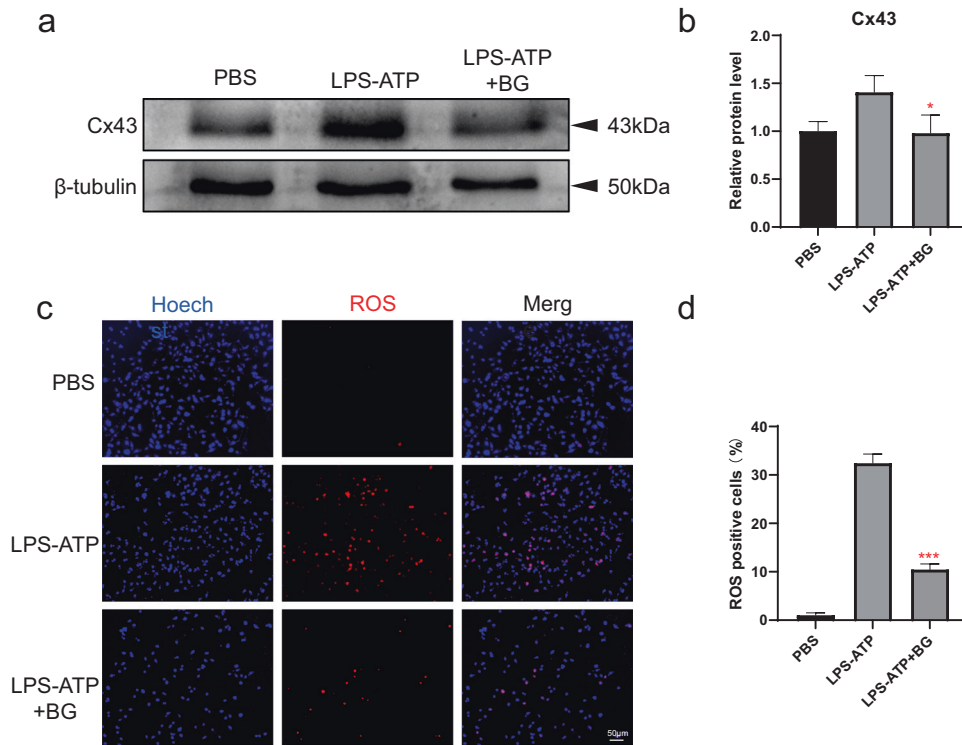 a
PBS
LPS-ATP
LPS-ATP
+BG
Cx43
43kDa
β-tubulin
50kDa
b
Cx43
Relative protein level
2.0
1.5
1.0
0.5
0.0
*
PBS
LPS-ATP
LPS-ATP+BG
c
Hoech
st
ROS
Merg
PBS
LPS-ATP
LPS-ATP
+BG
50μm
d
ROS positive cells (%)
40
30
20
10
0
***
PBS
LPS-ATP
LPS-ATP+BG